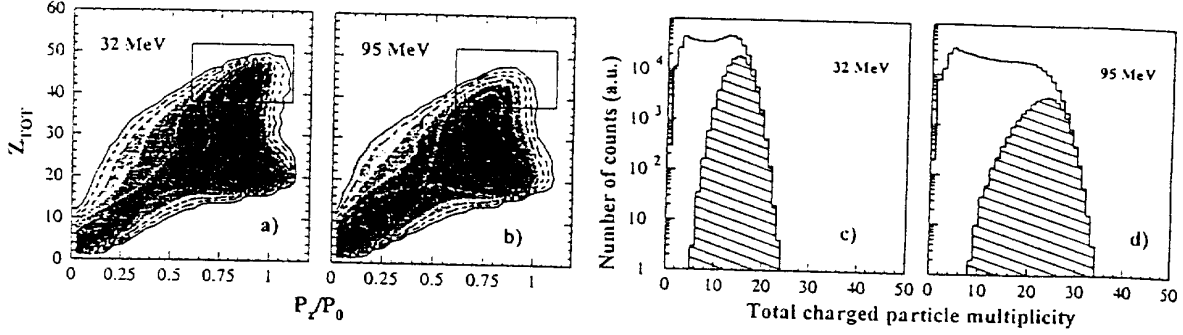 60
50
40
30
20
10
0
Z_TOT
32 MeV
a)
0 0.25 0.5 0.75 1
95 MeV
b)
0 0.25 0.5 0.75 1
P_z/P_0
Number of counts (a.u.)
10^4
10^3
10^2
10
1
32 MeV
c)
0 10 20 30 40 50
95 MeV
d)
0 10 20 30 40 50
Total charged particle multiplicity